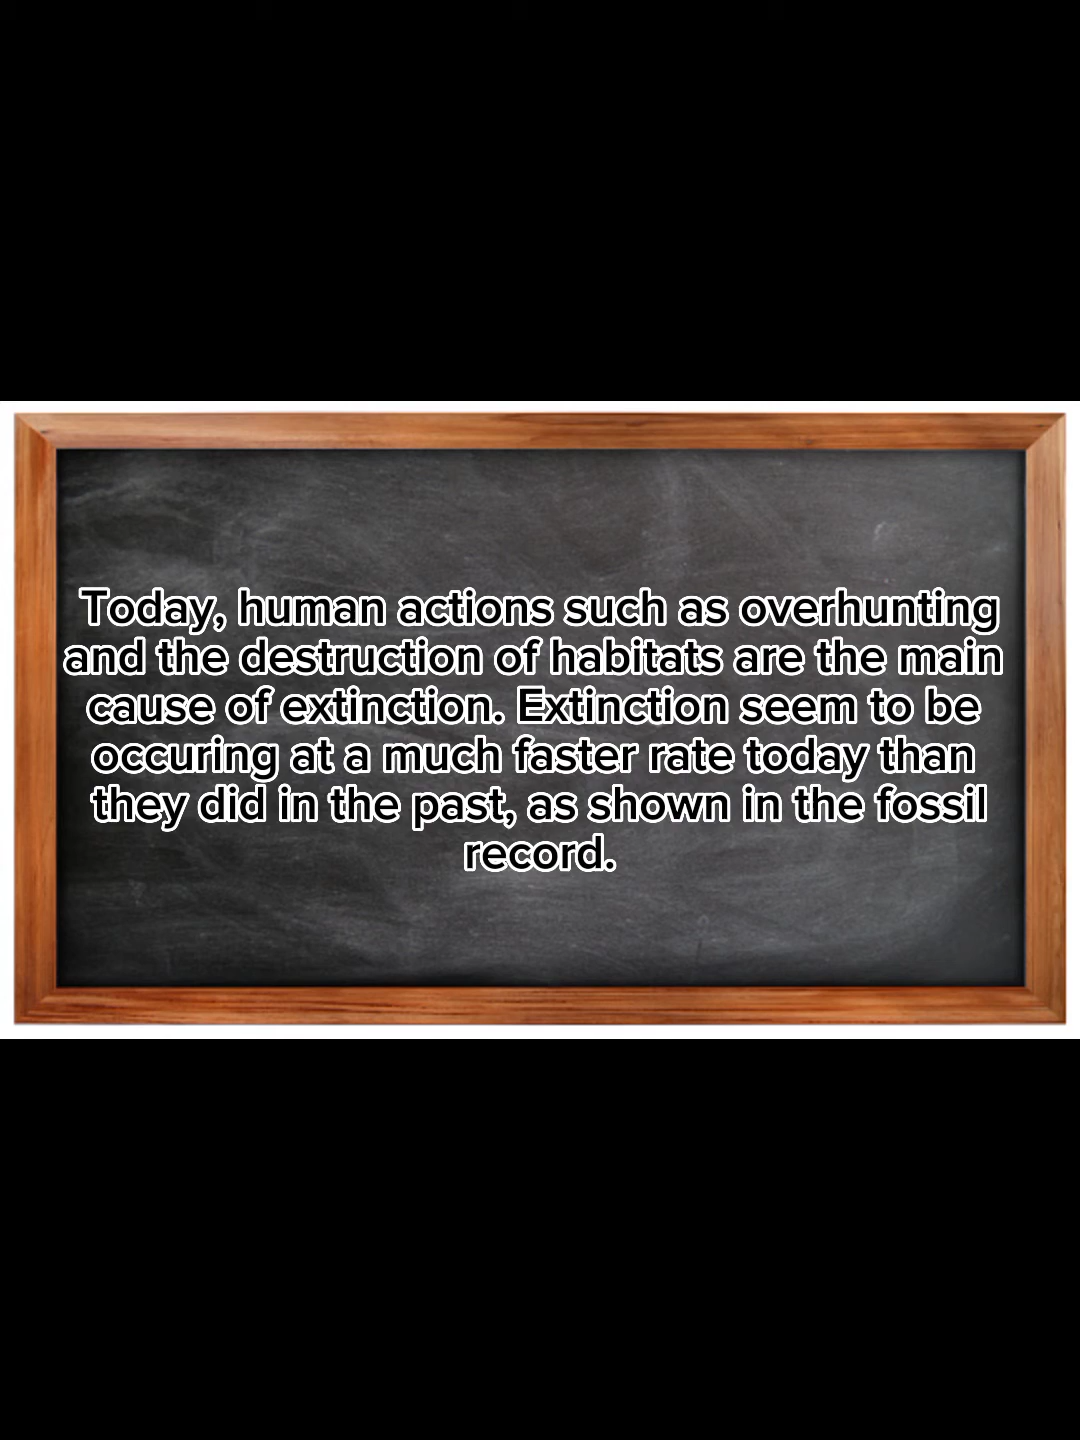 Today, human actions such as overhunting
and the destruction of habitats are the main
cause of extinction. Extinction seem to be
occuring at a much faster rate today than
they did in the past, as shown in the fossil
record.